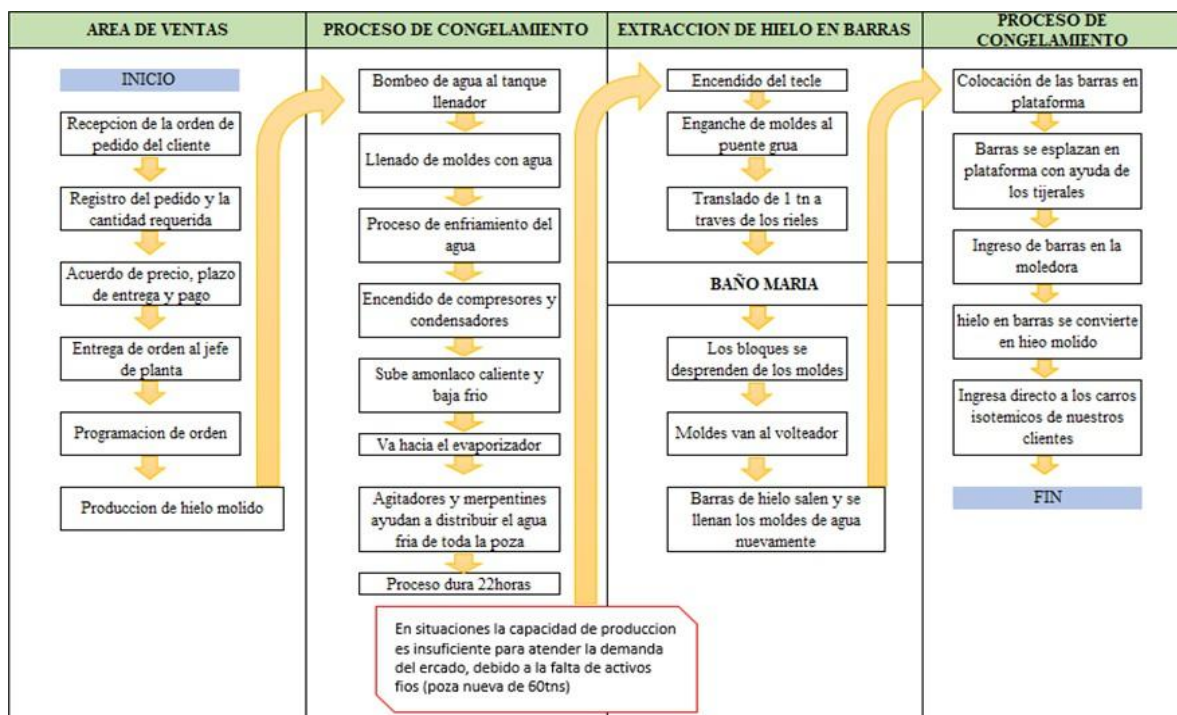 AREA DE VENTAS
INICIO
Recepcion de la orden de
pedido del cliente
Registro del pedido y la
cantidad requerida
Acuerdo de precio, plazo
de entrega y pago
Entrega de orden al jefe
de planta
Programacion de orden
Produccion de hielo molido
PROCESO DE CONGELAMIENTO
Bombeo de agua al tanque
llenador
Llenado de moldes con agua
Proceso de enfriamiento del
agua
Encendido de compresores y
condensadores
Sube amonlaco caliente y
baja frio
Va hacia el evaporizador
Agitadores y merpentines
ayudan a distribuir el agua
fria de toda la poza
Proceso dura 22horas
En situaciones la capacidad de produccion
es insuficiente para atender la demanda
del ercado, debido a la falta de activos
fios (poza nueva de 60tns)
EXTRACCION DE HIELO EN BARRAS
Encendido del tecle
Enganche de moldes al
puente grua
Translado de 1 tn a
traves de los rieles
BAÑO MARIA
Los bloques se
desprenden de los moldes
Moldes van al volteador
Barras de hielo salen y se
llenan los moldes de agua
nuevamente
PROCESO DE
CONGELAMIENTO
Colocación de las barras en
plataforma
Barras se esplazan en
plataforma con ayuda de
los tijerales
Ingreso de barras en la
moledora
hielo en barras se convierte
en hieo molido
Ingresa directo a los carros
isotemicos de nuestros
clientes
FIN